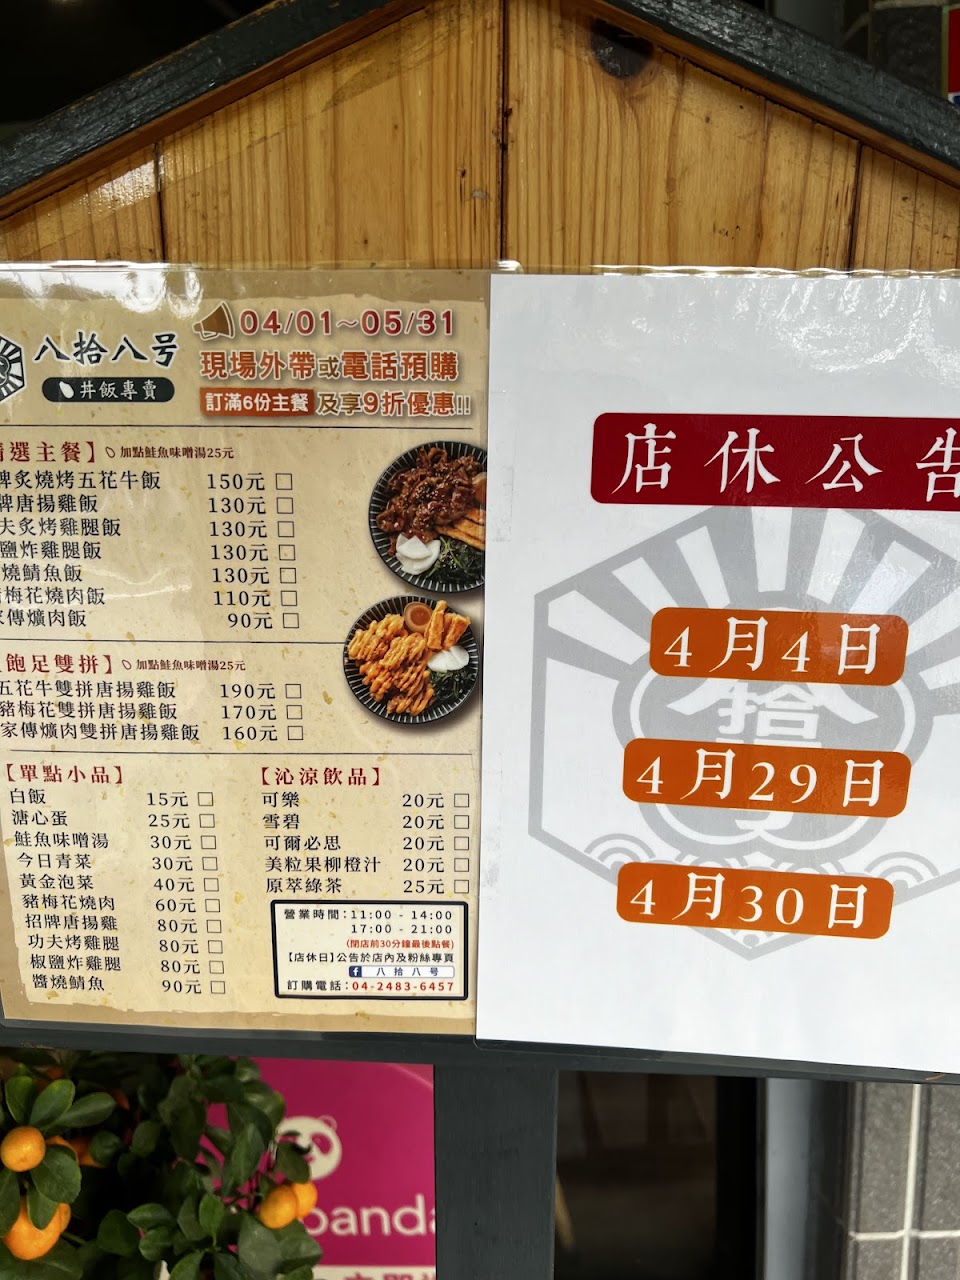 八拾八号
丼飯專賣
04/01~05/31
現場外帶或電話預購
訂滿6份主餐及享9折優惠!!
選主餐】加點鮭魚味噌湯25元
牌炙燒烤五花牛飯 150元
牌唐揚雞飯 130元
夫炙烤雞腿飯 130元
鹽炸雞腿飯 130元
燒鯖魚飯 130元
梅花燒肉飯 110元
傳爌肉飯 90元
飽足雙拼】加點鮭魚味噌湯25元
五花牛雙拼唐揚雞飯 190元
豬梅花雙拼唐揚雞飯 170元
家傳爌肉雙拼唐揚雞飯 160元
【單點小品】
白飯 15元
溏心蛋 25元
鮭魚味噌湯 30元
今日青菜 30元
黃金泡菜 40元
豬梅花燒肉 60元
招牌唐揚雞 80元
功夫烤雞腿 80元
椒鹽炸雞腿 80元
醬燒鯖魚 90元
【沁涼飲品】
可樂 20元
雪碧 20元
可爾必思 20元
美粒果柳橙汁 20元
原萃綠茶 25元
營業時間:11:00 - 14:00
17:00 - 21:00
(閉店前30分鐘最後點餐)
【店休日】公告於店內及粉絲專頁
f 八拾八号
訂購電話:04-2483-6457
店休公告
拾
4月4日
4月29日
4月30日
panda